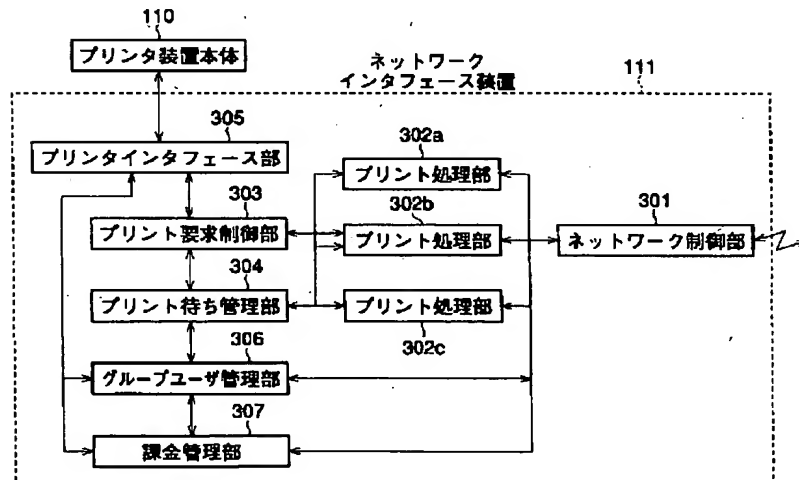 110
プリンタ装置本体
ネットワーク
インタフェース装置
111
305
プリンタインタフェース部
302a
プリント処理部
303
302b
301
プリント要求制御部
プリント処理部
ネットワーク制御部
304
プリント待ち管理部
プリント処理部
306
302c
グループユーザ管理部
307
課金管理部